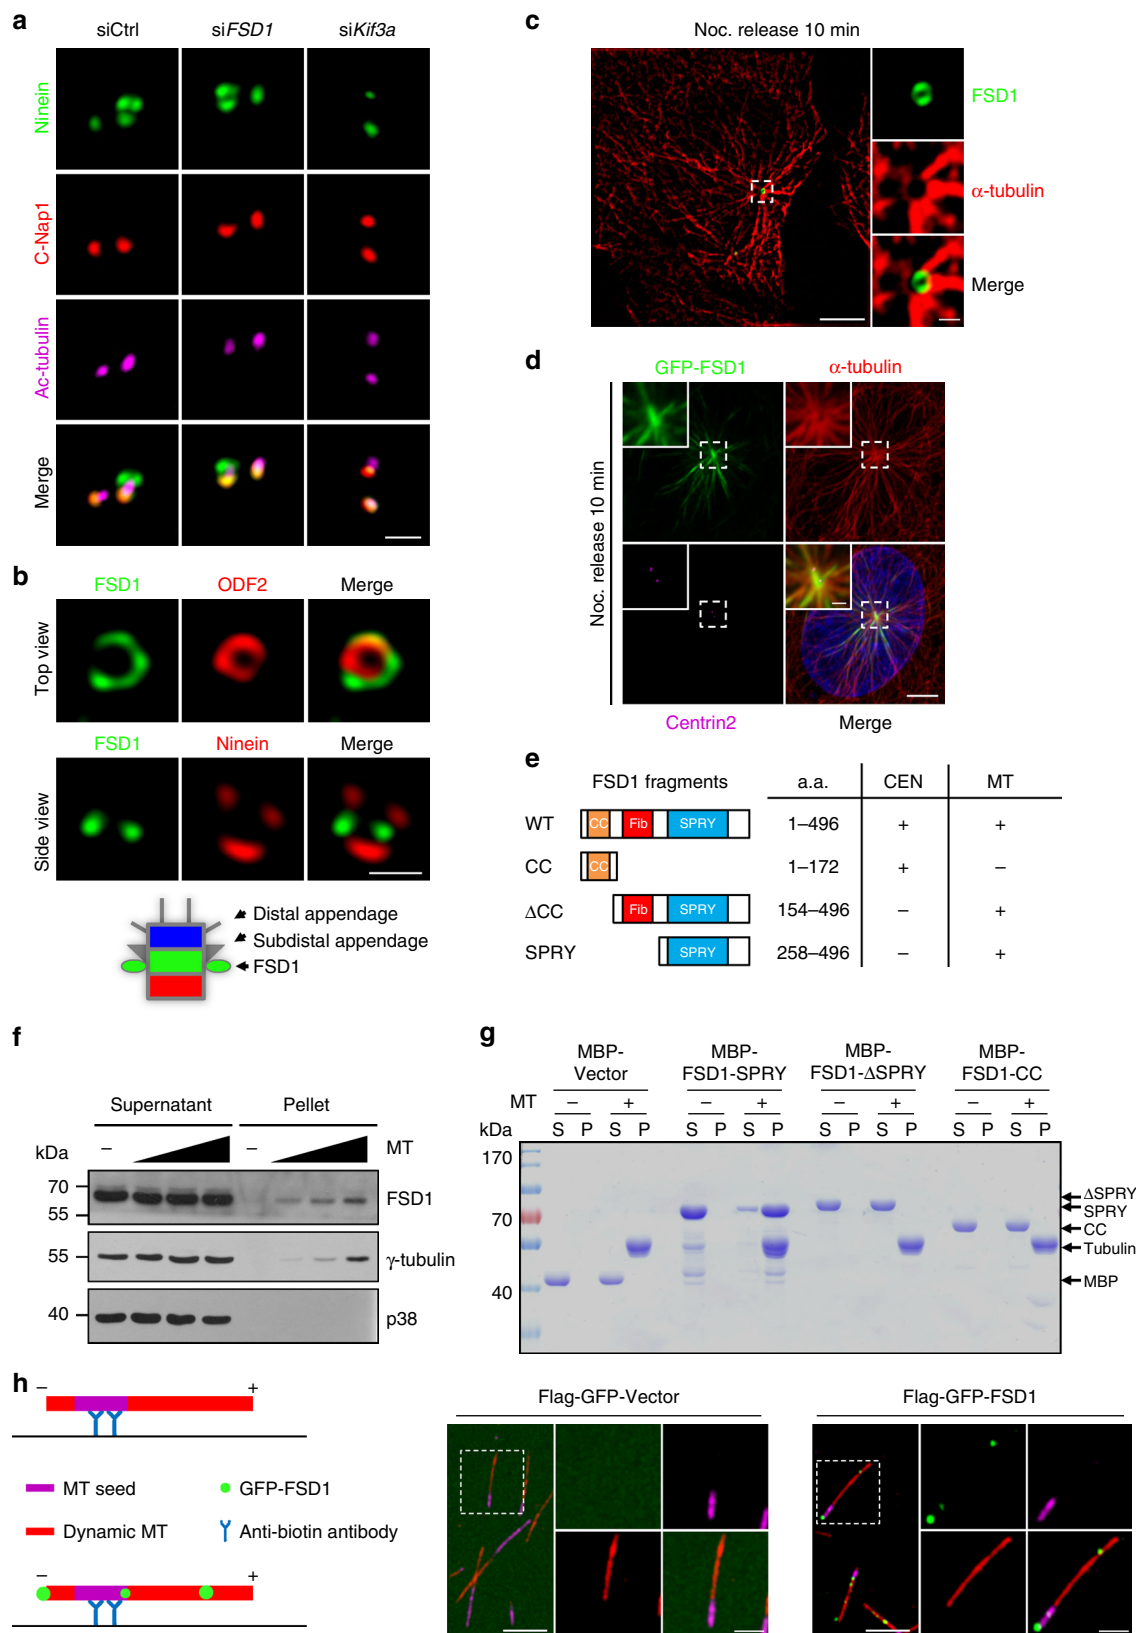 a
siCtrl siFSD1 siKif3a
Ninein
C-Nap1
Ac-tubulin
Merge
b
FSD1 ODF2 Merge
Top view
FSD1 Ninein Merge
Side view
Distal appendage
Subdistal appendage
FSD1
c
Noc. release 10 min
FSD1
α-tubulin
Merge
d
GFP-FSD1 α-tubulin
Noc. release 10 min
Centrin2 Merge
e
FSD1 fragments a.a. CEN MT
WT CC Fib SPRY 1–496 + +
CC CC 1–172 + –
ΔCC Fib SPRY 154–496 – +
SPRY SPRY 258–496 – +
f
Supernatant Pellet
kDa – – MT
70
55
FSD1
55 γ-tubulin
40 p38
g
MBP-Vector MBP-FSD1-SPRY MBP-FSD1-ΔSPRY MBP-FSD1-CC
MT – + – + – + – +
kDa S P S P S P S P S P S P S P S P
170
70
40
ΔSPRY
SPRY
CC
Tubulin
MBP
h
– +
MT seed GFP-FSD1
Dynamic MT Anti-biotin antibody
– +
Flag-GFP-Vector Flag-GFP-FSD1